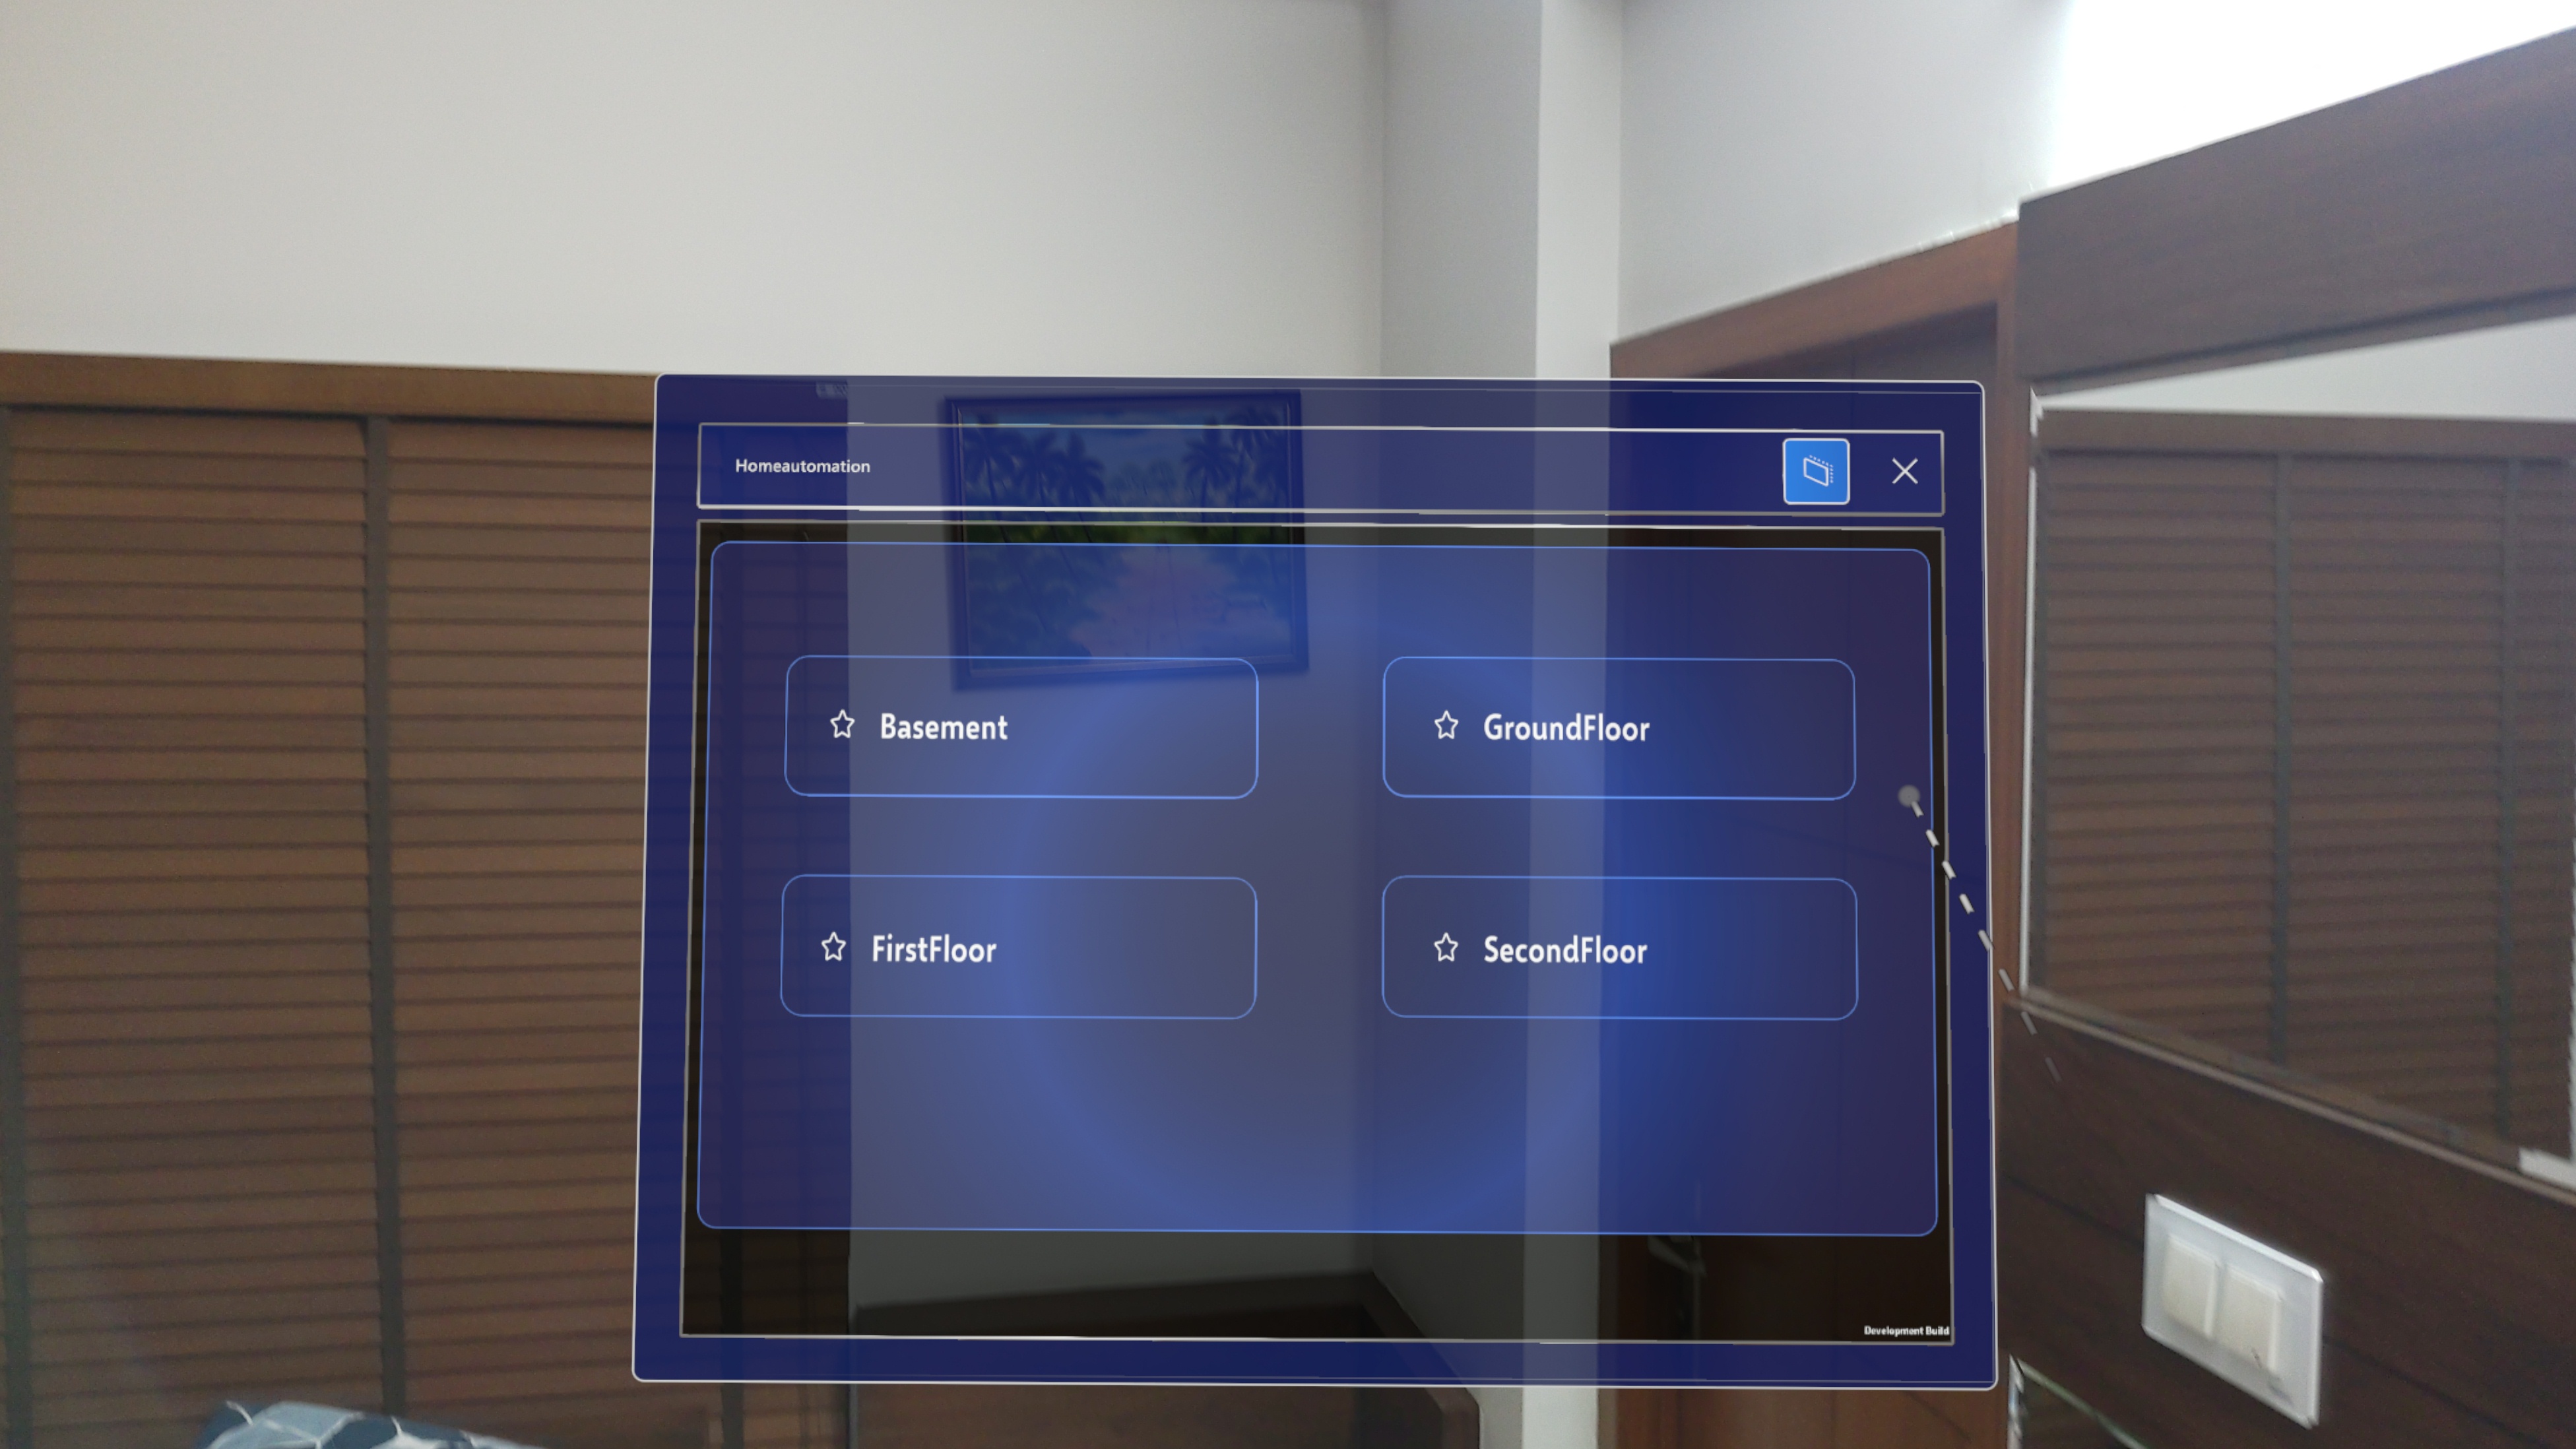 Homeautomation
Basement
GroundFloor
FirstFloor
SecondFloor
Development Build